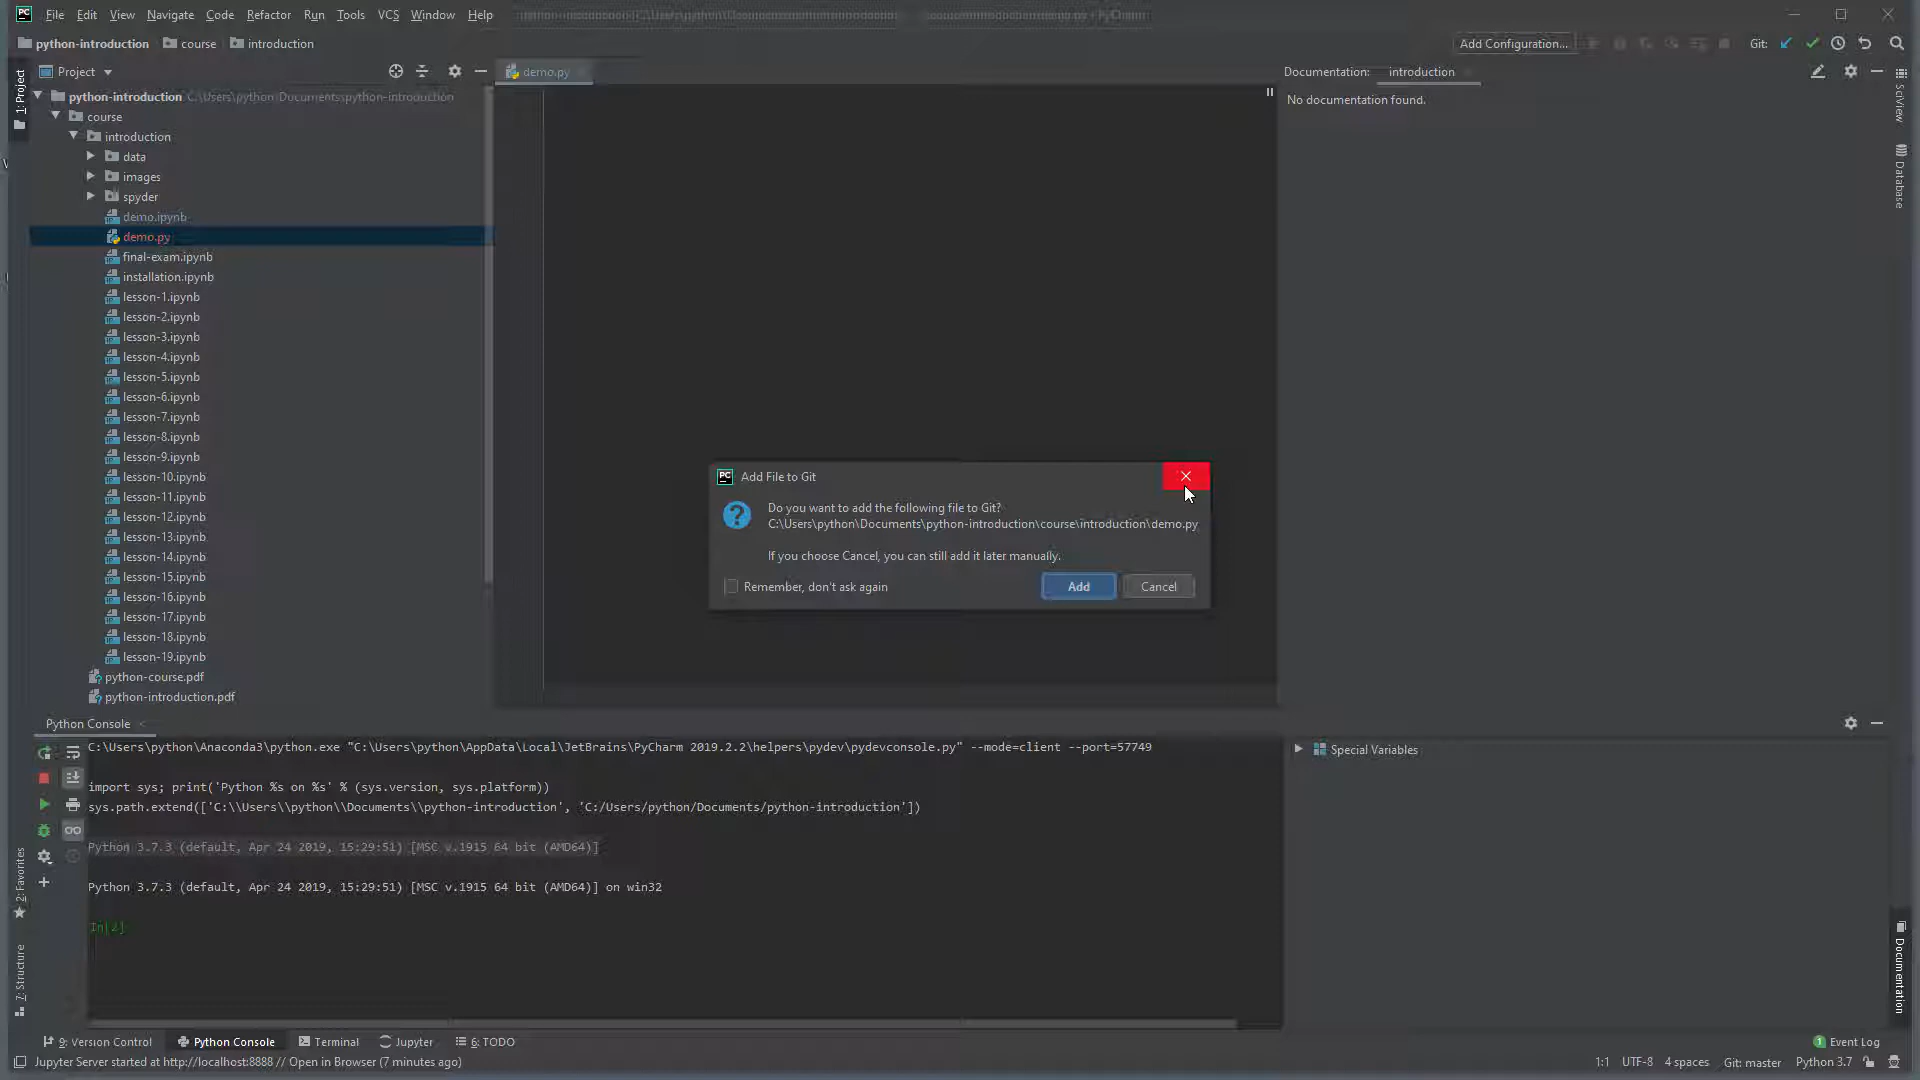 PC File Edit View Navigate Code Refactor Run Tools VCS Window Help
python-introduction course introduction
Add Configuration... Git:
Project
demo.py
Documentation: introduction
No documentation found.
1: Project
python-introduction C:\Users\python\Documents\python-introduction
course
introduction
data
images
spyder
demo.ipynb
demo.py
final-exam.ipynb
installation.ipynb
lesson-1.ipynb
lesson-2.ipynb
lesson-3.ipynb
lesson-4.ipynb
lesson-5.ipynb
lesson-6.ipynb
lesson-7.ipynb
lesson-8.ipynb
lesson-9.ipynb
lesson-10.ipynb
lesson-11.ipynb
lesson-12.ipynb
lesson-13.ipynb
lesson-14.ipynb
lesson-15.ipynb
lesson-16.ipynb
lesson-17.ipynb
lesson-18.ipynb
lesson-19.ipynb
python-course.pdf
python-introduction.pdf
SciView
Database
PC Add File to Git
Do you want to add the following file to Git?
C:\Users\python\Documents\python-introduction\course\introduction\demo.py
If you choose Cancel, you can still add it later manually.
Remember, don't ask again
Add
Cancel
Python Console
C:\Users\python\Anaconda3\python.exe "C:\Users\python\AppData\Local\JetBrains\PyCharm 2019.2.2\helpers\pydev\pydevconsole.py" --mode=client --port=57749
import sys; print('Python %s on %s' % (sys.version, sys.platform))
sys.path.extend(['C:\\Users\\python\\Documents\\python-introduction', 'C:/Users/python/Documents/python-introduction'])
Python 3.7.3 (default, Apr 24 2019, 15:29:51) [MSC v.1915 64 bit (AMD64)]
Python 3.7.3 (default, Apr 24 2019, 15:29:51) [MSC v.1915 64 bit (AMD64)] on win32
In[2]
Special Variables
2: Favorites
7: Structure
Documentation
9: Version Control Python Console Terminal Jupyter 6: TODO
1 Event Log
Jupyter Server started at http://localhost:8888 // Open in Browser (7 minutes ago)
1:1 UTF-8 4 spaces Git: master Python 3.7